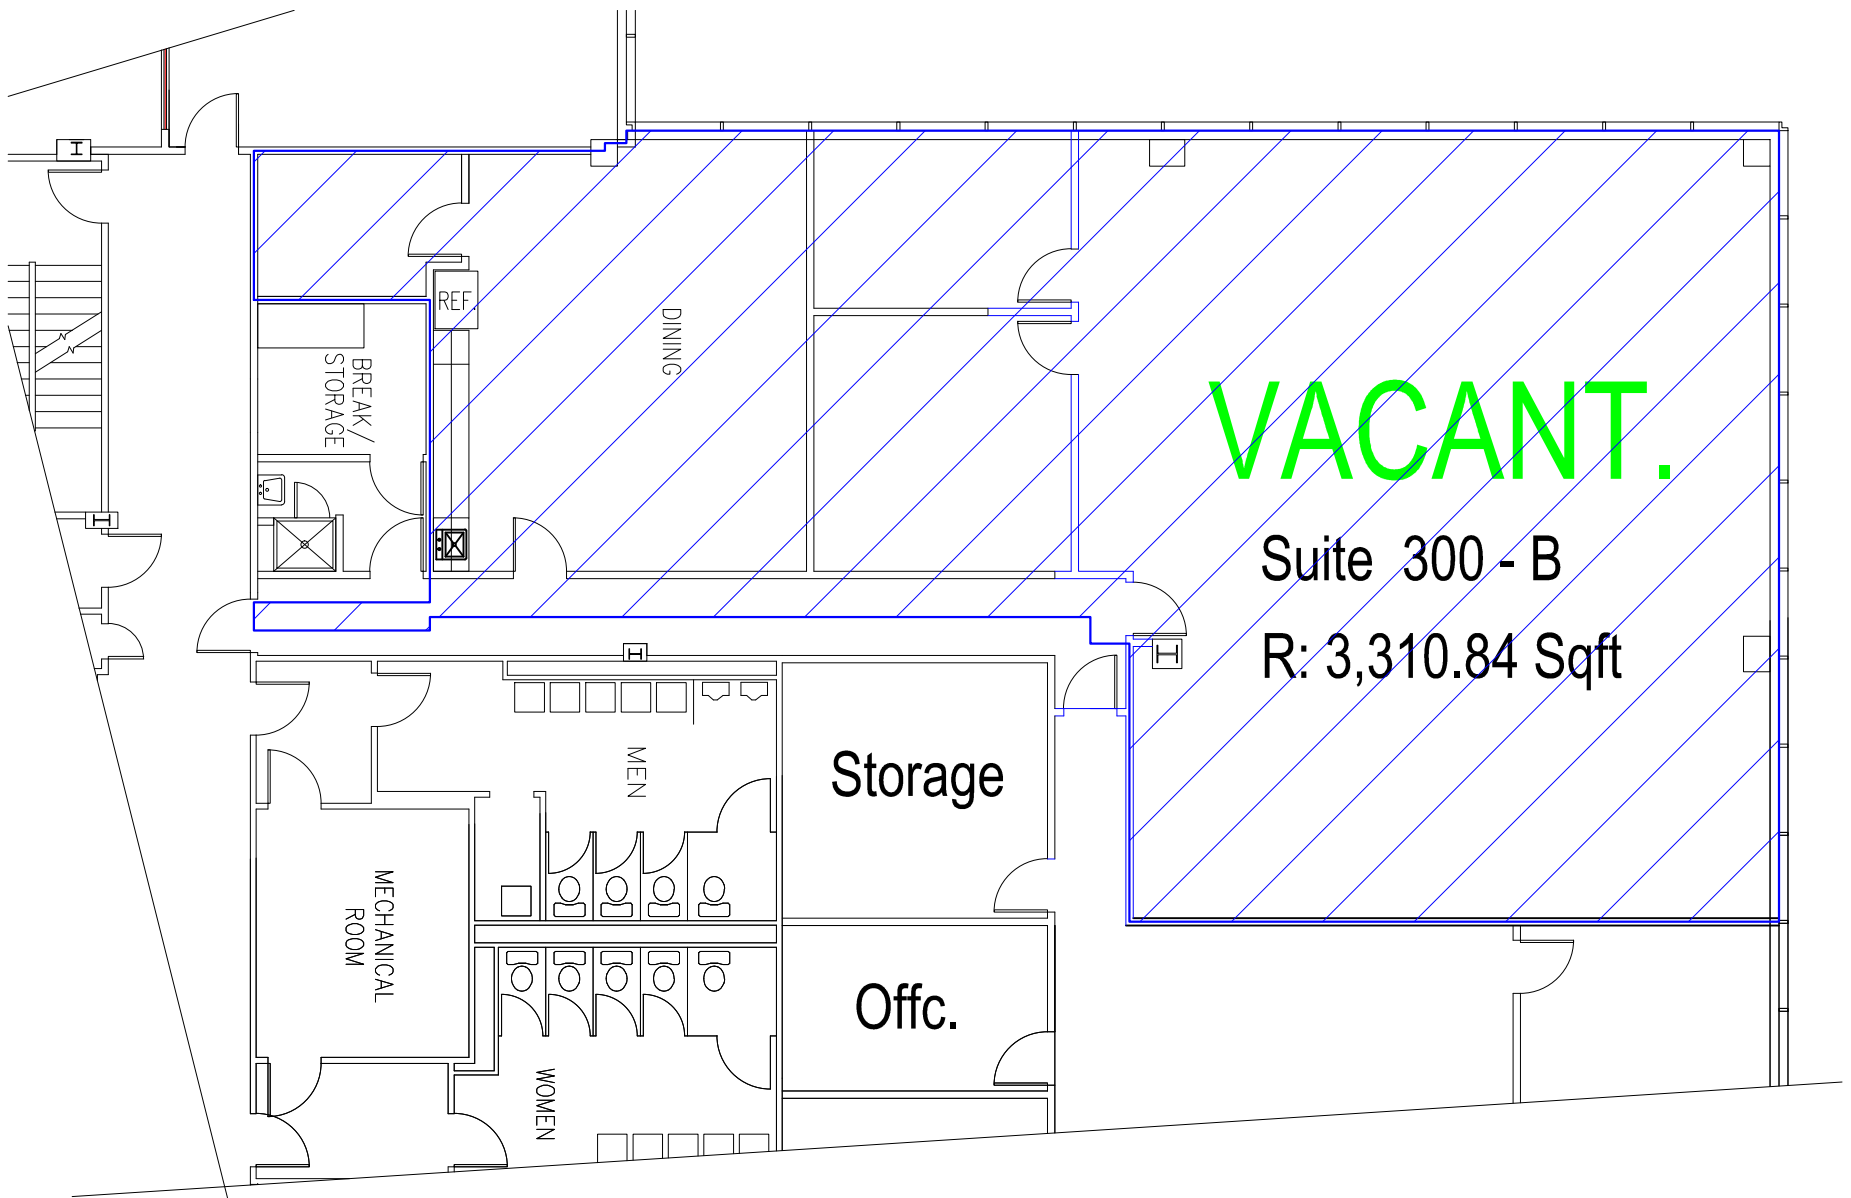 REF.
DINING
BREAK/
STORAGE
VACANT.
Suite 300 - B
R: 3,310.84 Sqft
MEN
Storage
MECHANICAL
ROOM
Offc.
WOMEN